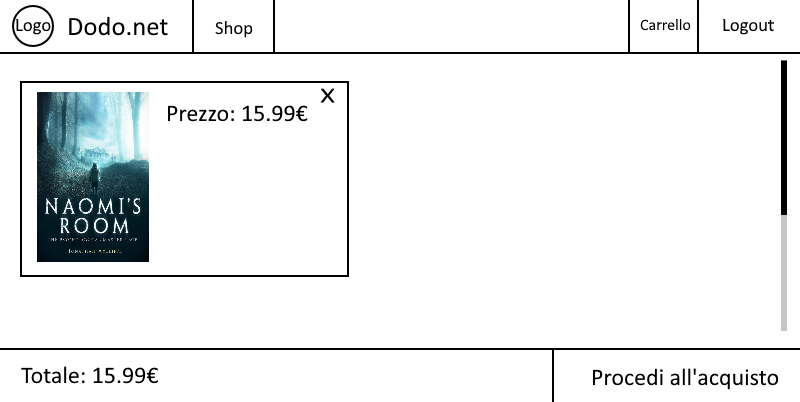 Logo
Dodo.net
Shop
Carrello
Logout
Prezzo: 15.99€
X
NAOMI'S
ROOM
Totale: 15.99€
Procedi all'acquisto